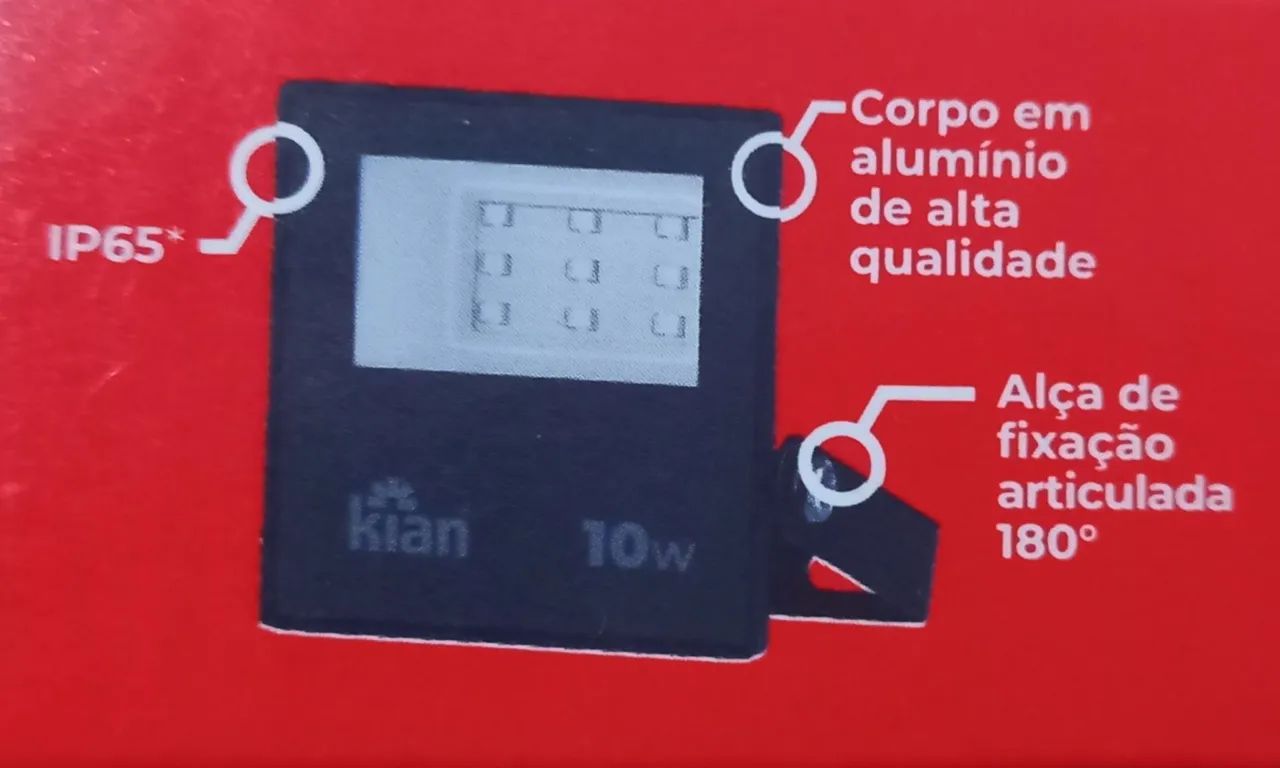 Corpo em
alumínio
de alta
qualidade
IP65*
Alça de
fixação
articulada
180°
kian
10w